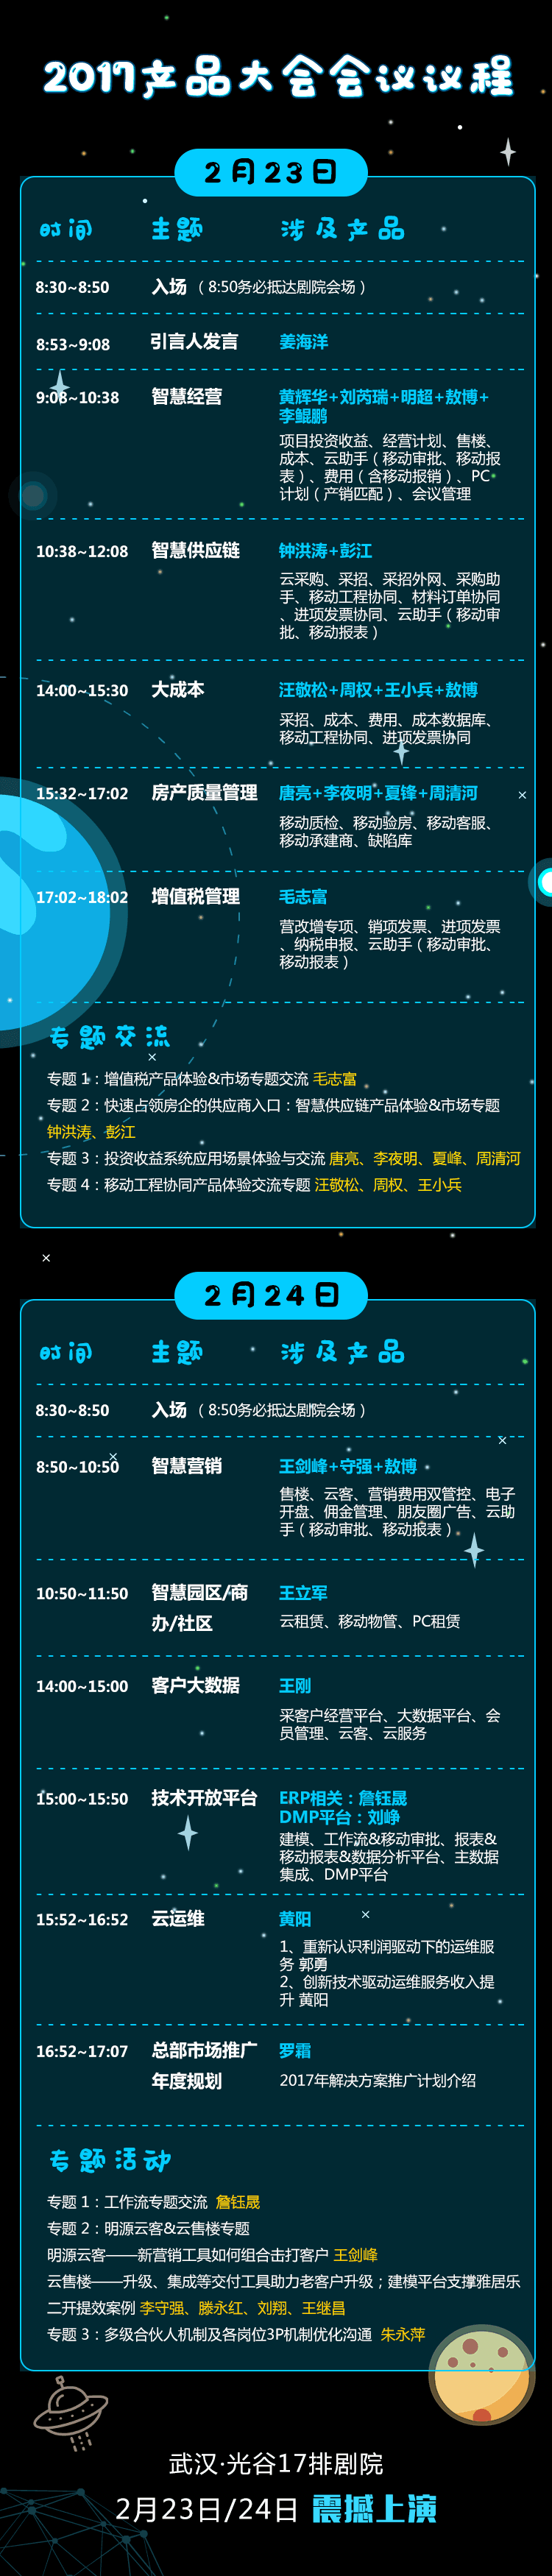 2017产品大会会议议程
2月23日
时间 主题 涉及产品
8:30~8:50 入场（8:50务必抵达剧院会场）
8:53~9:08 引言人发言 姜海洋
9:08~10:38 智慧经营 黄辉华+刘芮瑞+明超+敖博+
李鲲鹏
项目投资收益、经营计划、售楼、
成本、云助手（移动审批、移动报
表）、费用（含移动报销）、PC
计划（产销匹配）、会议管理
10:38~12:08 智慧供应链 钟洪涛+彭江
云采购、采招、采招外网、采购助
手、移动工程协同、材料订单协同
、进项发票协同、云助手（移动审
批、移动报表）
14:00~15:30 大成本 汪敬松+周权+王小兵+敖博
采招、成本、费用、成本数据库、
移动工程协同、进项发票协同
15:32~17:02 房产质量管理 唐亮+李夜明+夏锋+周清河
移动质检、移动验房、移动客服、
移动承建商、缺陷库
17:02~18:02 增值税管理 毛志富
营改增专项、销项发票、进项发票
、纳税申报、云助手（移动审批、
移动报表）
专题交流
专题 1：增值税产品体验&市场专题交流 毛志富
专题 2：快速占领房企的供应商入口：智慧供应链产品体验&市场专题
钟洪涛、彭江
专题 3：投资收益系统应用场景体验与交流 唐亮、李夜明、夏峰、周清河
专题 4：移动工程协同产品体验交流专题 汪敬松、周权、王小兵
2月24日
时间 主题 涉及产品
8:30~8:50 入场（8:50务必抵达剧院会场）
8:50~10:50 智慧营销 王剑峰+守强+敖博
售楼、云客、营销费用双管控、电子
开盘、佣金管理、朋友圈广告、云助
手（移动审批、移动报表）
10:50~11:50 智慧园区/商 王立军
办/社区 云租赁、移动物管、PC租赁
14:00~15:00 客户大数据 王刚
采客户经营平台、大数据平台、会
员管理、云客、云服务
15:00~15:50 技术开放平台 ERP相关：詹钰晟
DMP平台：刘峥
建模、工作流&移动审批、报表&
移动报表&数据分析平台、主数据
集成、DMP平台
15:52~16:52 云运维 黄阳
1、重新认识利润驱动下的运维服
务 郭勇
2、创新技术驱动运维服务收入提
升 黄阳
16:52~17:07 总部市场推广 罗霜
年度规划 2017年解决方案推广计划介绍
专题活动
专题 1：工作流专题交流 詹钰晟
专题 2：明源云客&云售楼专题
明源云客——新营销工具如何组合击打客户 王剑峰
云售楼——升级、集成等交付工具助力老客户升级；建模平台支撑雅居乐
二开提效案例 李守强、滕永红、刘翔、王继昌
专题 3：多级合伙人机制及各岗位3P机制优化沟通 朱永萍
武汉·光谷17排剧院
2月23日/24日 震撼上演